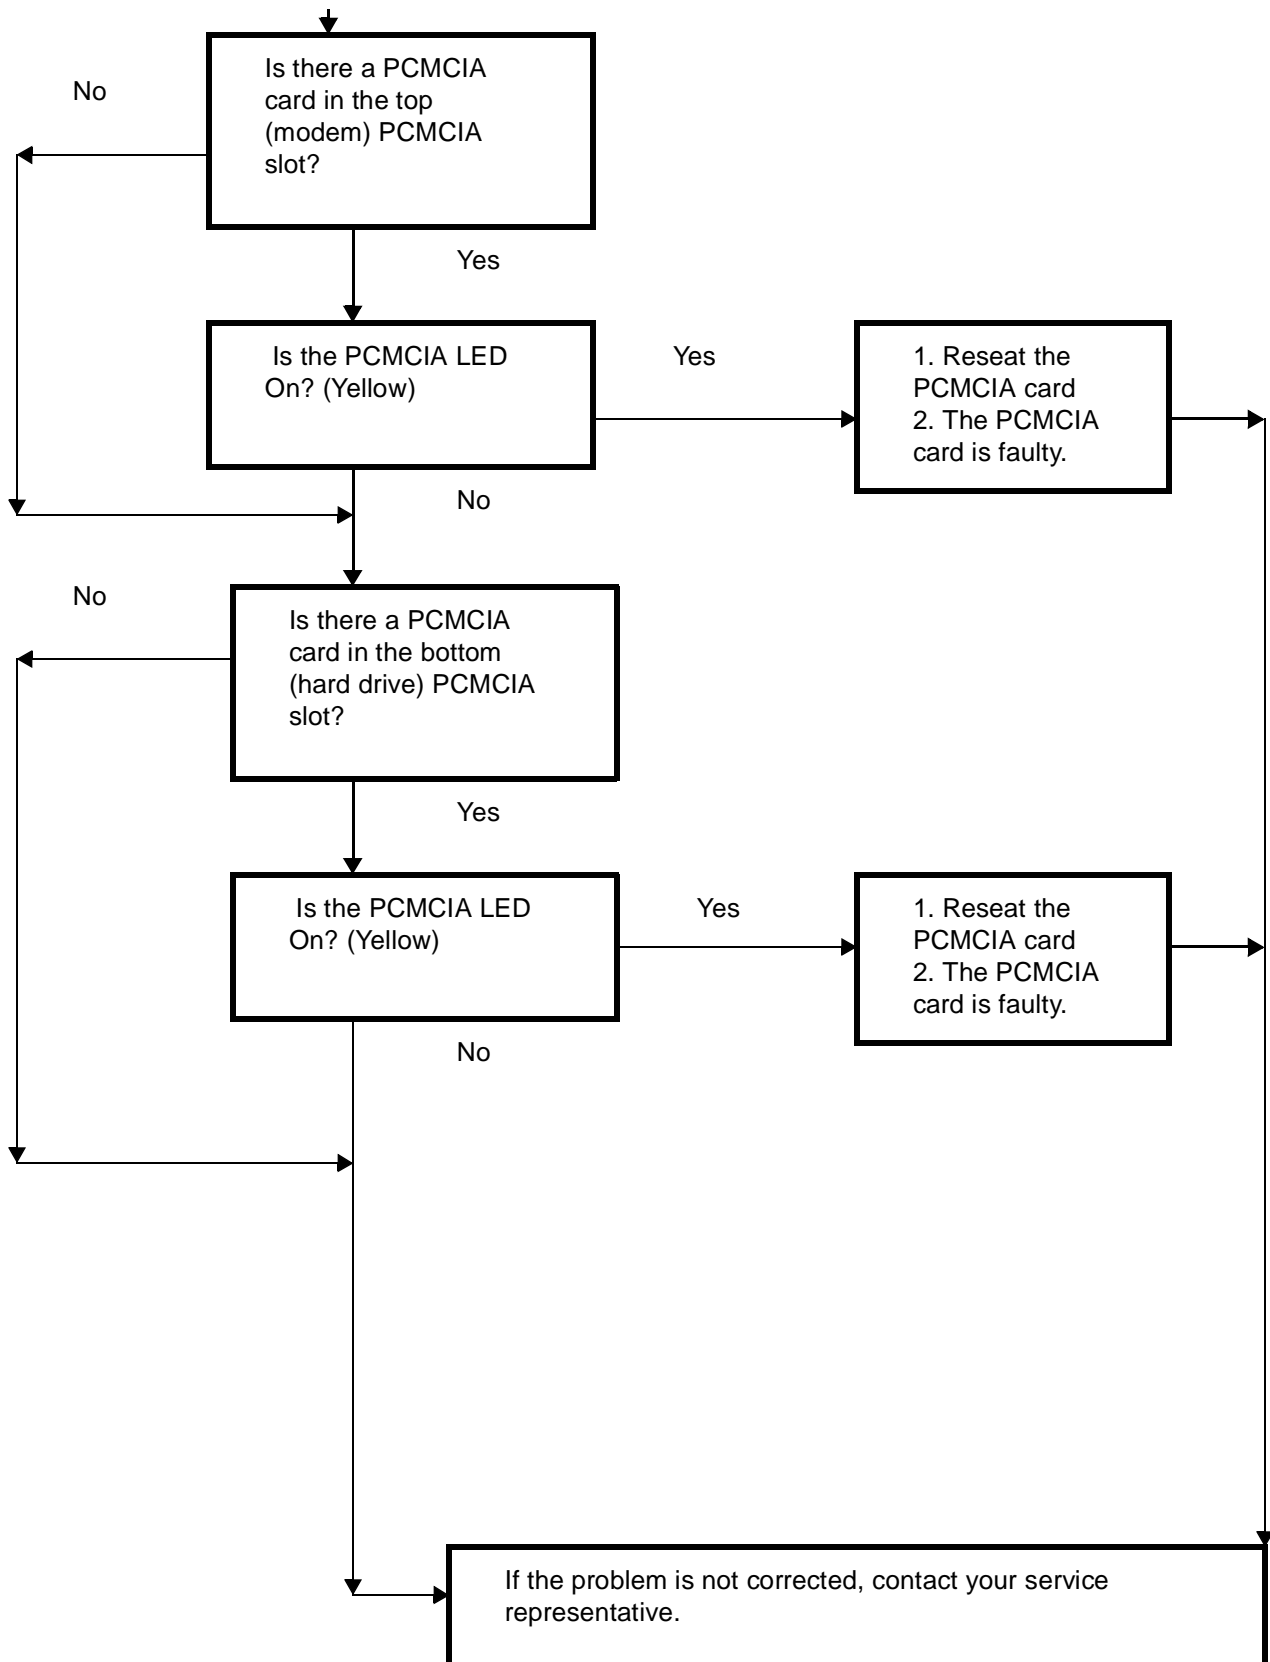 Is there a PCMCIA
card in the top
(modem) PCMCIA
slot?
No
Yes
Is the PCMCIA LED
On? (Yellow)
Yes
1. Reseat the
PCMCIA card
2. The PCMCIA
card is faulty.
No
No
Is there a PCMCIA
card in the bottom
(hard drive) PCMCIA
slot?
Yes
Is the PCMCIA LED
On? (Yellow)
Yes
1. Reseat the
PCMCIA card
2. The PCMCIA
card is faulty.
No
If the problem is not corrected, contact your service
representative.